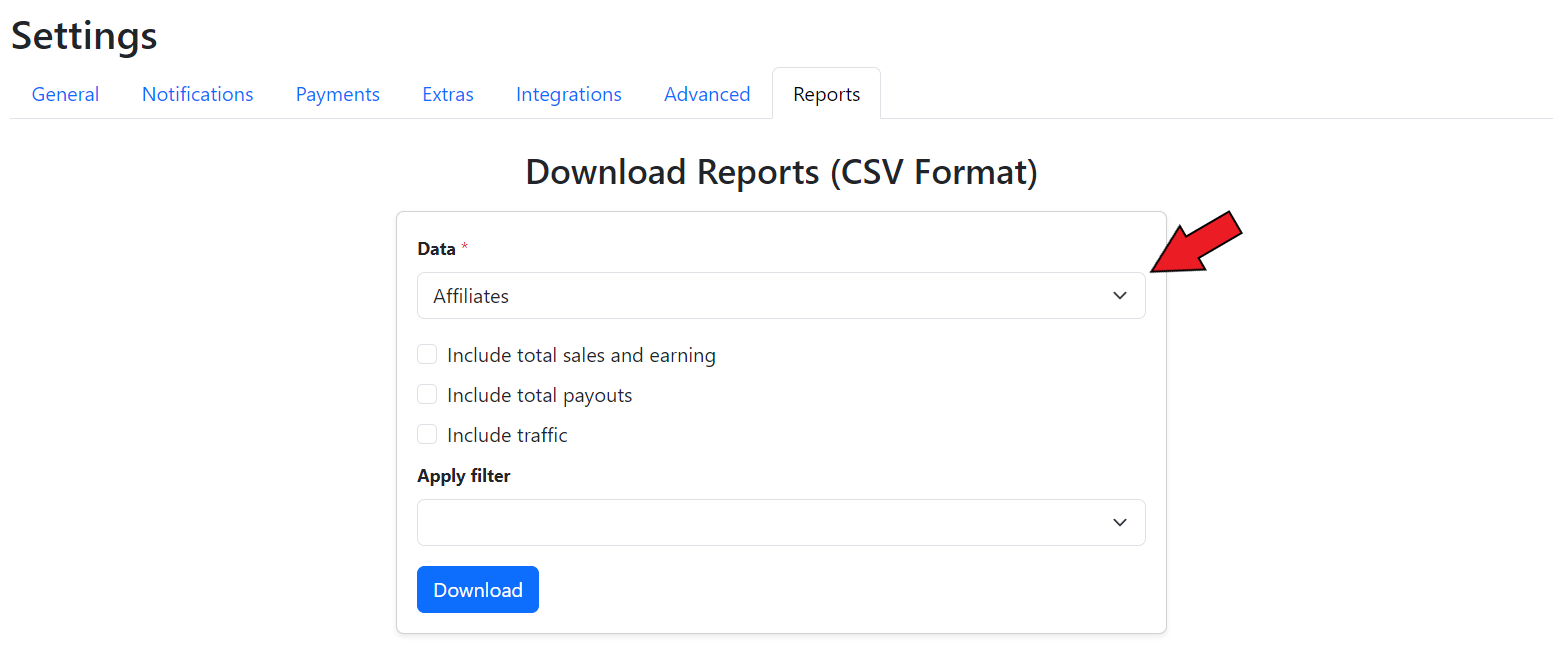 Settings
General Notifications Payments Extras Integrations Advanced Reports
Download Reports (CSV Format)
Data *
Affiliates
Include total sales and earning
Include total payouts
Include traffic
Apply filter
Download